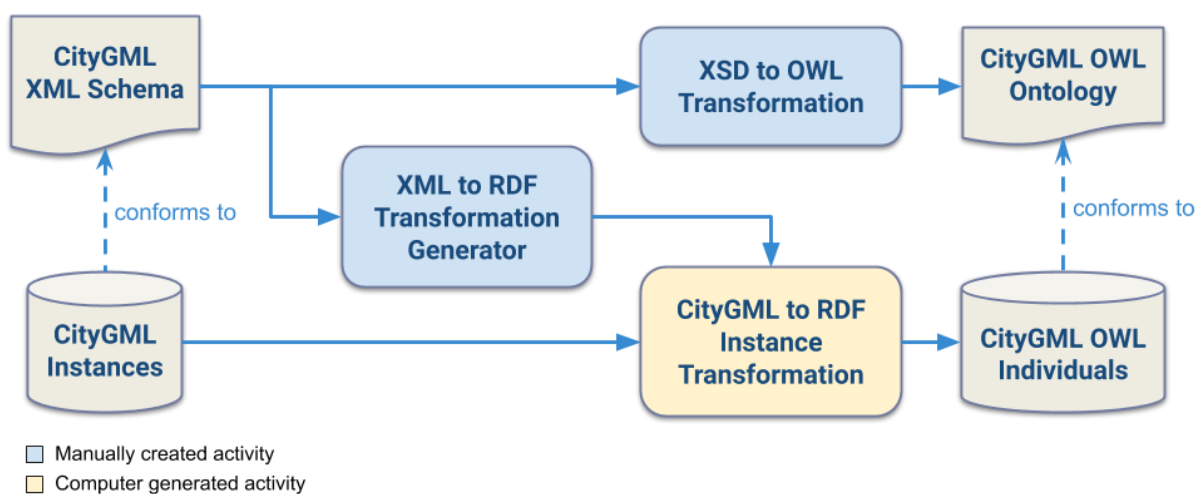 CityGML
XML Schema
XSD to OWL
Transformation
CityGML OWL
Ontology
XML to RDF
Transformation
Generator
conforms to
conforms to
CityGML
Instances
CityGML to RDF
Instance
Transformation
CityGML OWL
Individuals
Manually created activity
Computer generated activity